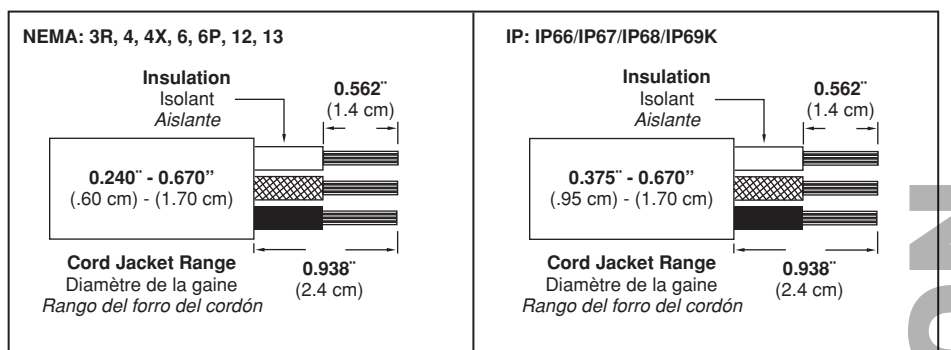 NEMA: 3R, 4, 4X, 6, 6P, 12, 13
Insulation
Isolant
Aislante
0.562¨
(1.4 cm)
0.240¨ - 0.670”
(.60 cm) - (1.70 cm)
Cord Jacket Range
Diamètre de la gaine
Rango del forro del cordón
0.938¨
(2.4 cm)
IP: IP66/IP67/IP68/IP69K
Insulation
Isolant
Aislante
0.562¨
(1.4 cm)
0.375¨ - 0.670”
(.95 cm) - (1.70 cm)
Cord Jacket Range
Diamètre de la gaine
Rango del forro del cordón
0.938¨
(2.4 cm)